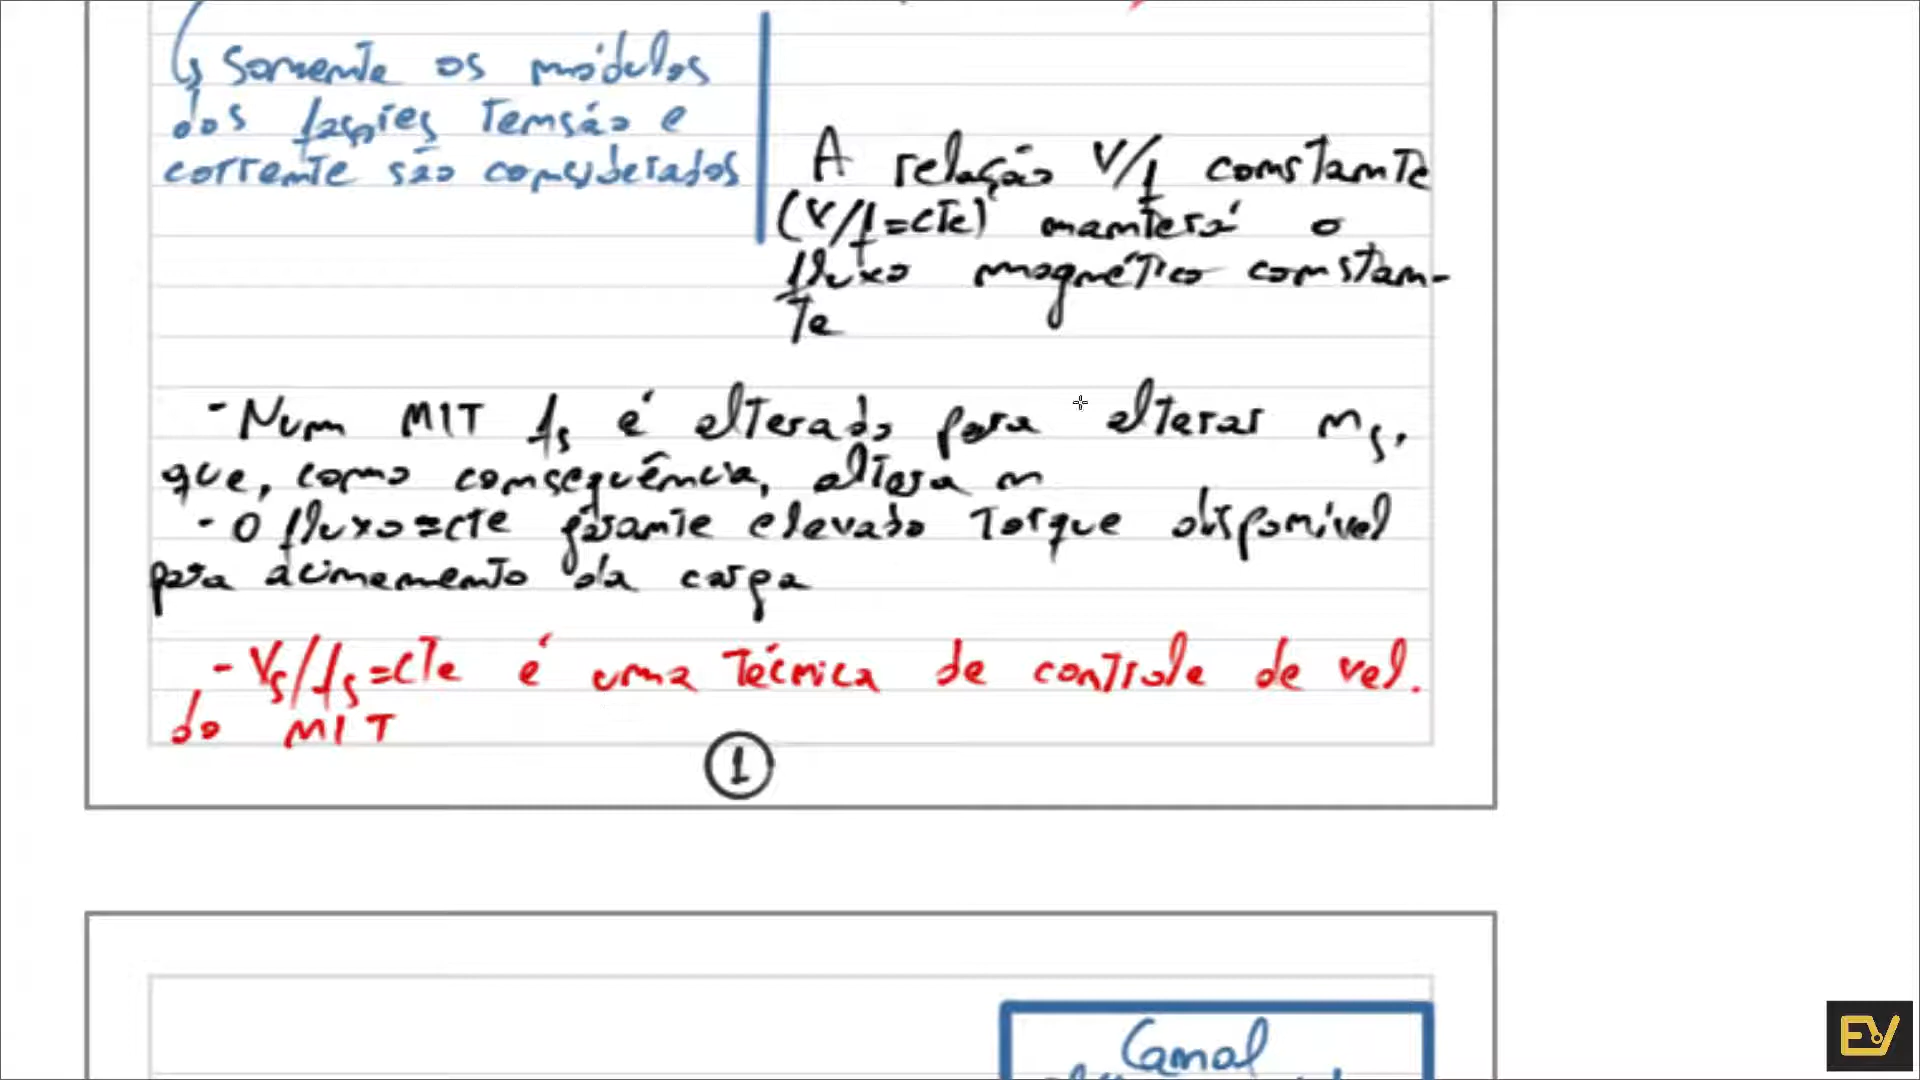 ↳ Somente os módulos
dos fasores tensão e
corrente são considerados
A relação V/f constante
(V/f=cte) manterá o
fluxo magnético constan-
te
- Num MIT fs é alterado para alterar ns,
que, como consequência, altera n
- O fluxo=cte garante elevado torque disponível
para acionamento da carga
- Vs/fs=cte é uma técnica de controle de vel.
do MIT
1
Canal
EV